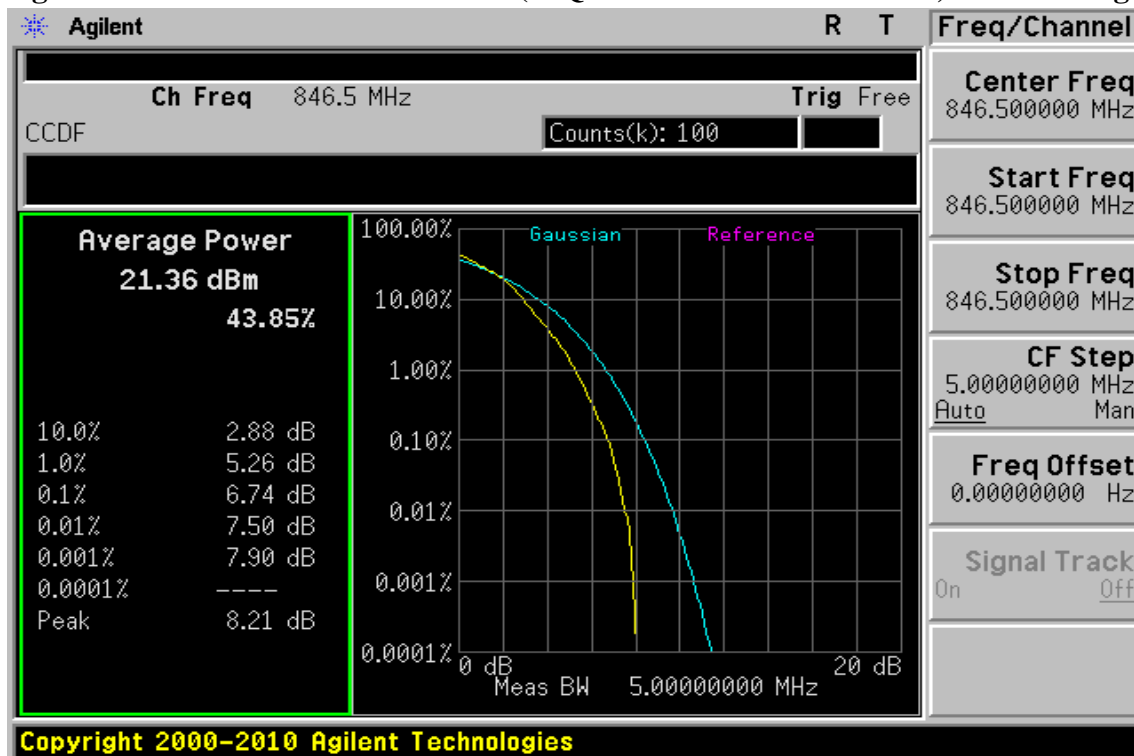 Agilent R T
Freq/Channel
Ch Freq 846.5 MHz Trig Free
CCDF Counts(k): 100
Average Power
21.36 dBm
43.85%
10.0% 2.88 dB
1.0% 5.26 dB
0.1% 6.74 dB
0.01% 7.50 dB
0.001% 7.90 dB
0.0001% ----
Peak 8.21 dB
Gaussian Reference
100.00%
10.00%
1.00%
0.10%
0.01%
0.001%
0.0001%
0 dB 20 dB
Meas BW 5.00000000 MHz
Center Freq
846.500000 MHz
Start Freq
846.500000 MHz
Stop Freq
846.500000 MHz
CF Step
5.00000000 MHz
Auto Man
Freq Offset
0.00000000 Hz
Signal Track
On Off
Copyright 2000-2010 Agilent Technologies